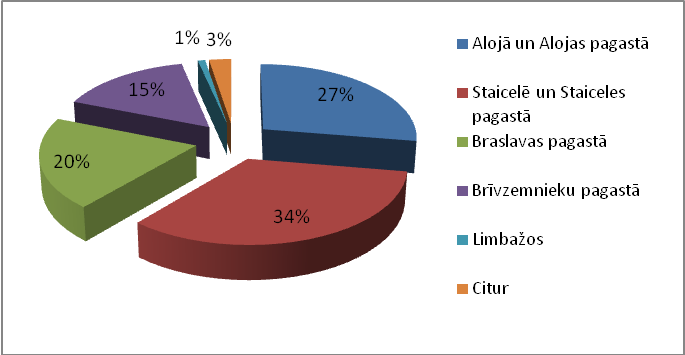 1%
3%
15%
27%
20%
34%
Alojā un Alojas pagastā
Staicelē un Staiceles
pagastā
Braslavas pagastā
Brīvzemnieku pagastā
Limbažos
Citur